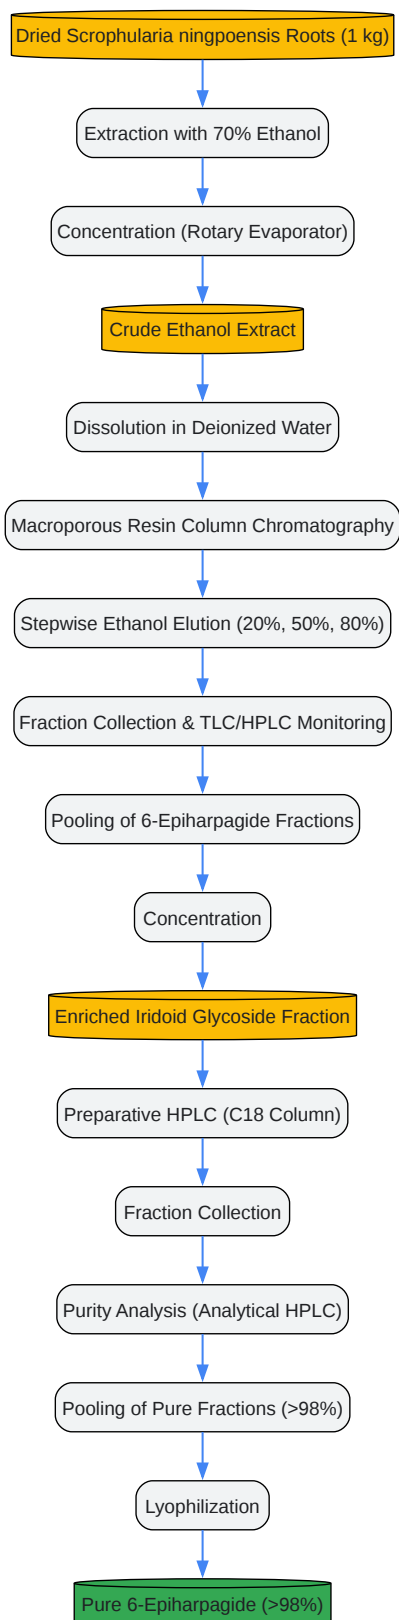 Dried Scrophularia ningpoensis Roots (1 kg)
Extraction with 70% Ethanol
Concentration (Rotary Evaporator)
Crude Ethanol Extract
Dissolution in Deionized Water
Macroporous Resin Column Chromatography
Stepwise Ethanol Elution (20%, 50%, 80%)
Fraction Collection & TLC/HPLC Monitoring
Pooling of 6-Epiharpagide Fractions
Concentration
Enriched Iridoid Glycoside Fraction
Preparative HPLC (C18 Column)
Fraction Collection
Purity Analysis (Analytical HPLC)
Pooling of Pure Fractions (>98%)
Lyophilization
Pure 6-Epiharpagide (>98%)